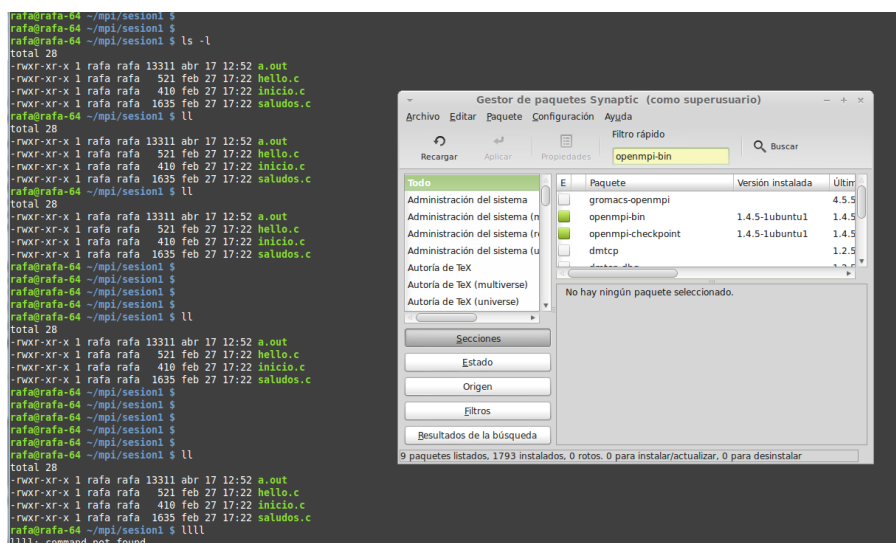 rafa@rafa-64 ~/mpi/sesion1 $
rafa@rafa-64 ~/mpi/sesion1 $
rafa@rafa-64 ~/mpi/sesion1 $ ls -l
total 28
-rwxr-xr-x 1 rafa rafa 13311 abr 17 12:52 a.out
-rwxr-xr-x 1 rafa rafa   521 feb 27 17:22 hello.c
-rwxr-xr-x 1 rafa rafa   410 feb 27 17:22 inicio.c
-rwxr-xr-x 1 rafa rafa  1635 feb 27 17:22 saludos.c
rafa@rafa-64 ~/mpi/sesion1 $ ll
total 28
-rwxr-xr-x 1 rafa rafa 13311 abr 17 12:52 a.out
-rwxr-xr-x 1 rafa rafa   521 feb 27 17:22 hello.c
-rwxr-xr-x 1 rafa rafa   410 feb 27 17:22 inicio.c
-rwxr-xr-x 1 rafa rafa  1635 feb 27 17:22 saludos.c
rafa@rafa-64 ~/mpi/sesion1 $ ll
total 28
-rwxr-xr-x 1 rafa rafa 13311 abr 17 12:52 a.out
-rwxr-xr-x 1 rafa rafa   521 feb 27 17:22 hello.c
-rwxr-xr-x 1 rafa rafa   410 feb 27 17:22 inicio.c
-rwxr-xr-x 1 rafa rafa  1635 feb 27 17:22 saludos.c
rafa@rafa-64 ~/mpi/sesion1 $
rafa@rafa-64 ~/mpi/sesion1 $
rafa@rafa-64 ~/mpi/sesion1 $
rafa@rafa-64 ~/mpi/sesion1 $
rafa@rafa-64 ~/mpi/sesion1 $ ll
total 28
-rwxr-xr-x 1 rafa rafa 13311 abr 17 12:52 a.out
-rwxr-xr-x 1 rafa rafa   521 feb 27 17:22 hello.c
-rwxr-xr-x 1 rafa rafa   410 feb 27 17:22 inicio.c
-rwxr-xr-x 1 rafa rafa  1635 feb 27 17:22 saludos.c
rafa@rafa-64 ~/mpi/sesion1 $
rafa@rafa-64 ~/mpi/sesion1 $
rafa@rafa-64 ~/mpi/sesion1 $
rafa@rafa-64 ~/mpi/sesion1 $
rafa@rafa-64 ~/mpi/sesion1 $
rafa@rafa-64 ~/mpi/sesion1 $ ll
total 28
-rwxr-xr-x 1 rafa rafa 13311 abr 17 12:52 a.out
-rwxr-xr-x 1 rafa rafa   521 feb 27 17:22 hello.c
-rwxr-xr-x 1 rafa rafa   410 feb 27 17:22 inicio.c
-rwxr-xr-x 1 rafa rafa  1635 feb 27 17:22 saludos.c
rafa@rafa-64 ~/mpi/sesion1 $ llll
llll: command not found
Gestor de paquetes Synaptic (como superusuario)
Archivo Editar Paquete Configuración Ayuda
Recargar
Aplicar
Propiedades
Filtro rápido
openmpi-bin
Buscar
Todo
Administración del sistema
Administración del sistema (m
Administración del sistema (re
Administración del sistema (u
Autoría de TeX
Autoría de TeX (multiverse)
Autoría de TeX (universe)
E Paquete Versión instalada Últim
gromacs-openmpi 4.5.5
openmpi-bin 1.4.5-1ubuntu1 1.4.5
openmpi-checkpoint 1.4.5-1ubuntu1 1.4.5
dmtcp 1.2.5
No hay ningún paquete seleccionado.
Secciones
Estado
Origen
Filtros
Resultados de la búsqueda
9 paquetes listados, 1793 instalados, 0 rotos. 0 para instalar/actualizar, 0 para desinstalar